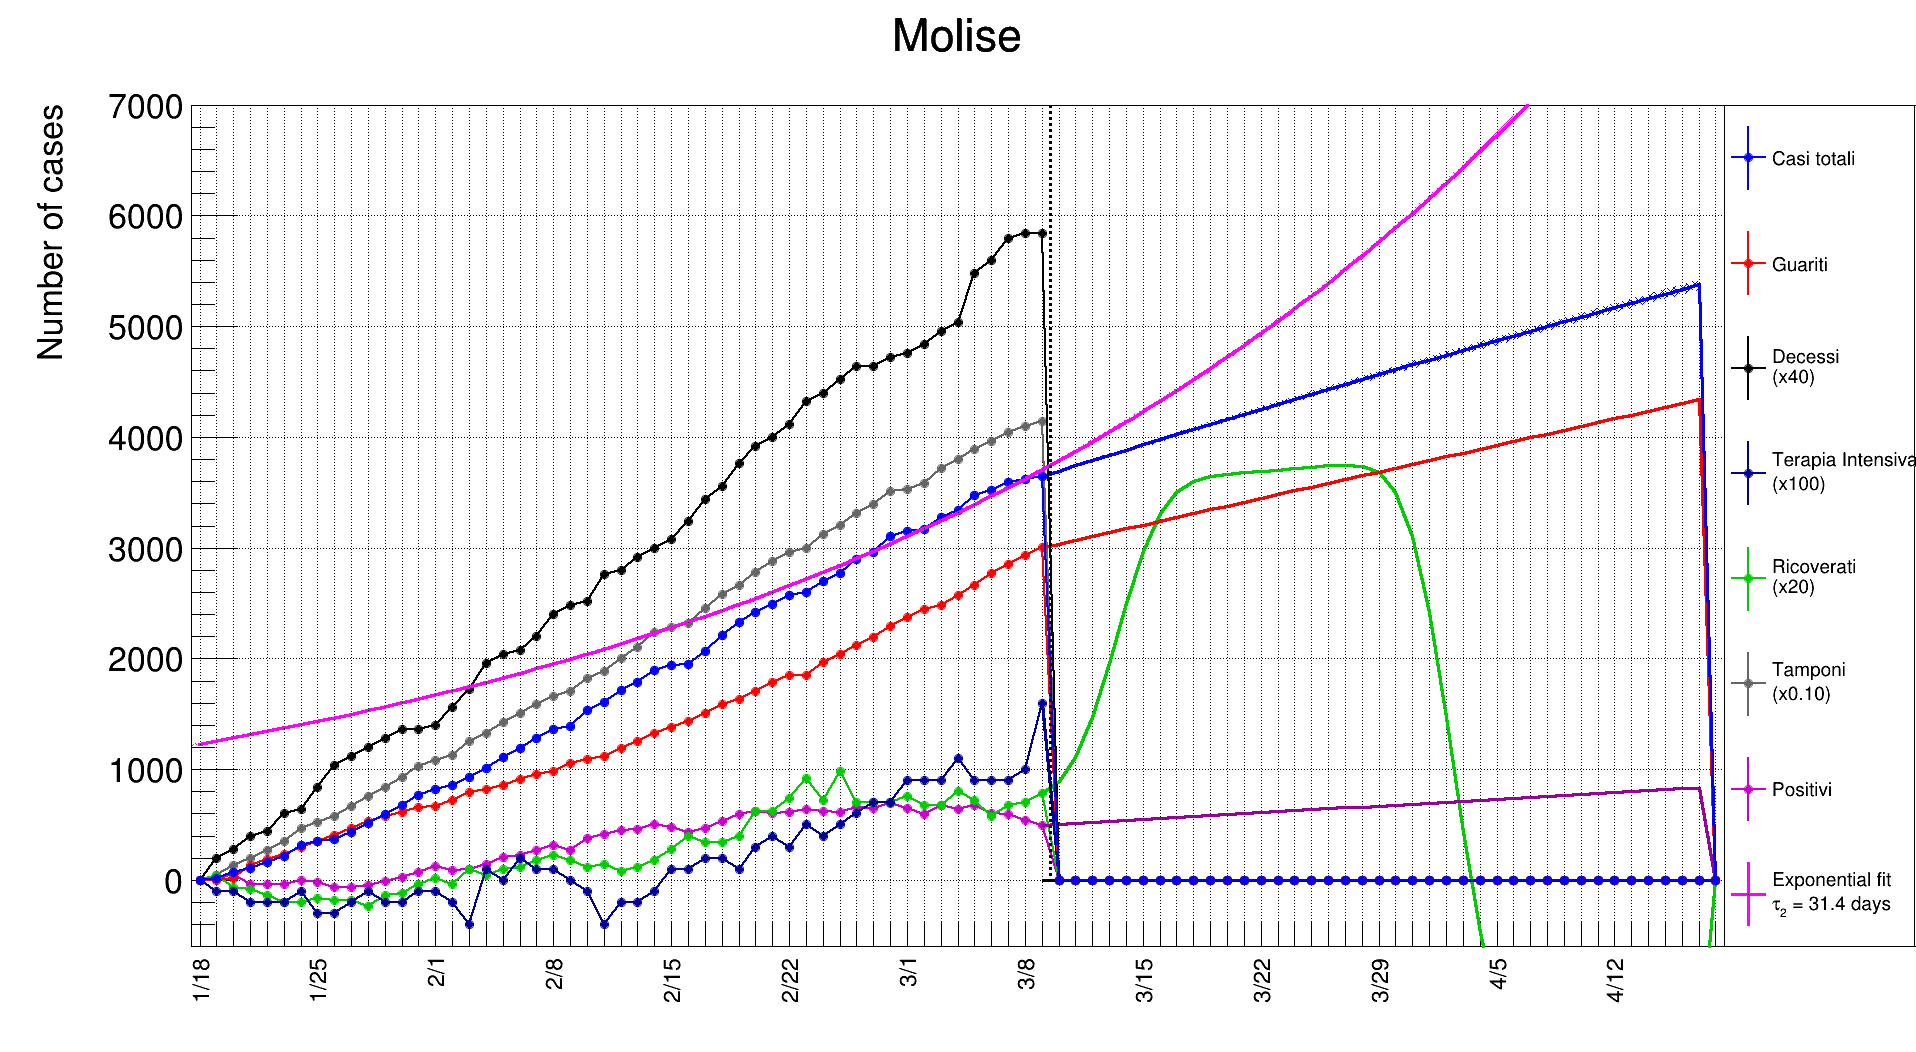 Molise
Number of cases
7000
6000
5000
4000
3000
2000
1000
0
1/18
1/25
2/1
2/8
2/15
2/22
3/1
3/8
3/15
3/22
3/29
4/5
4/12
Casi totali
Guariti
Decessi
(x40)
Terapia Intensiva
(x100)
Ricoverati
(x20)
Tamponi
(x0.10)
Positivi
Exponential fit
τ2 = 31.4 days